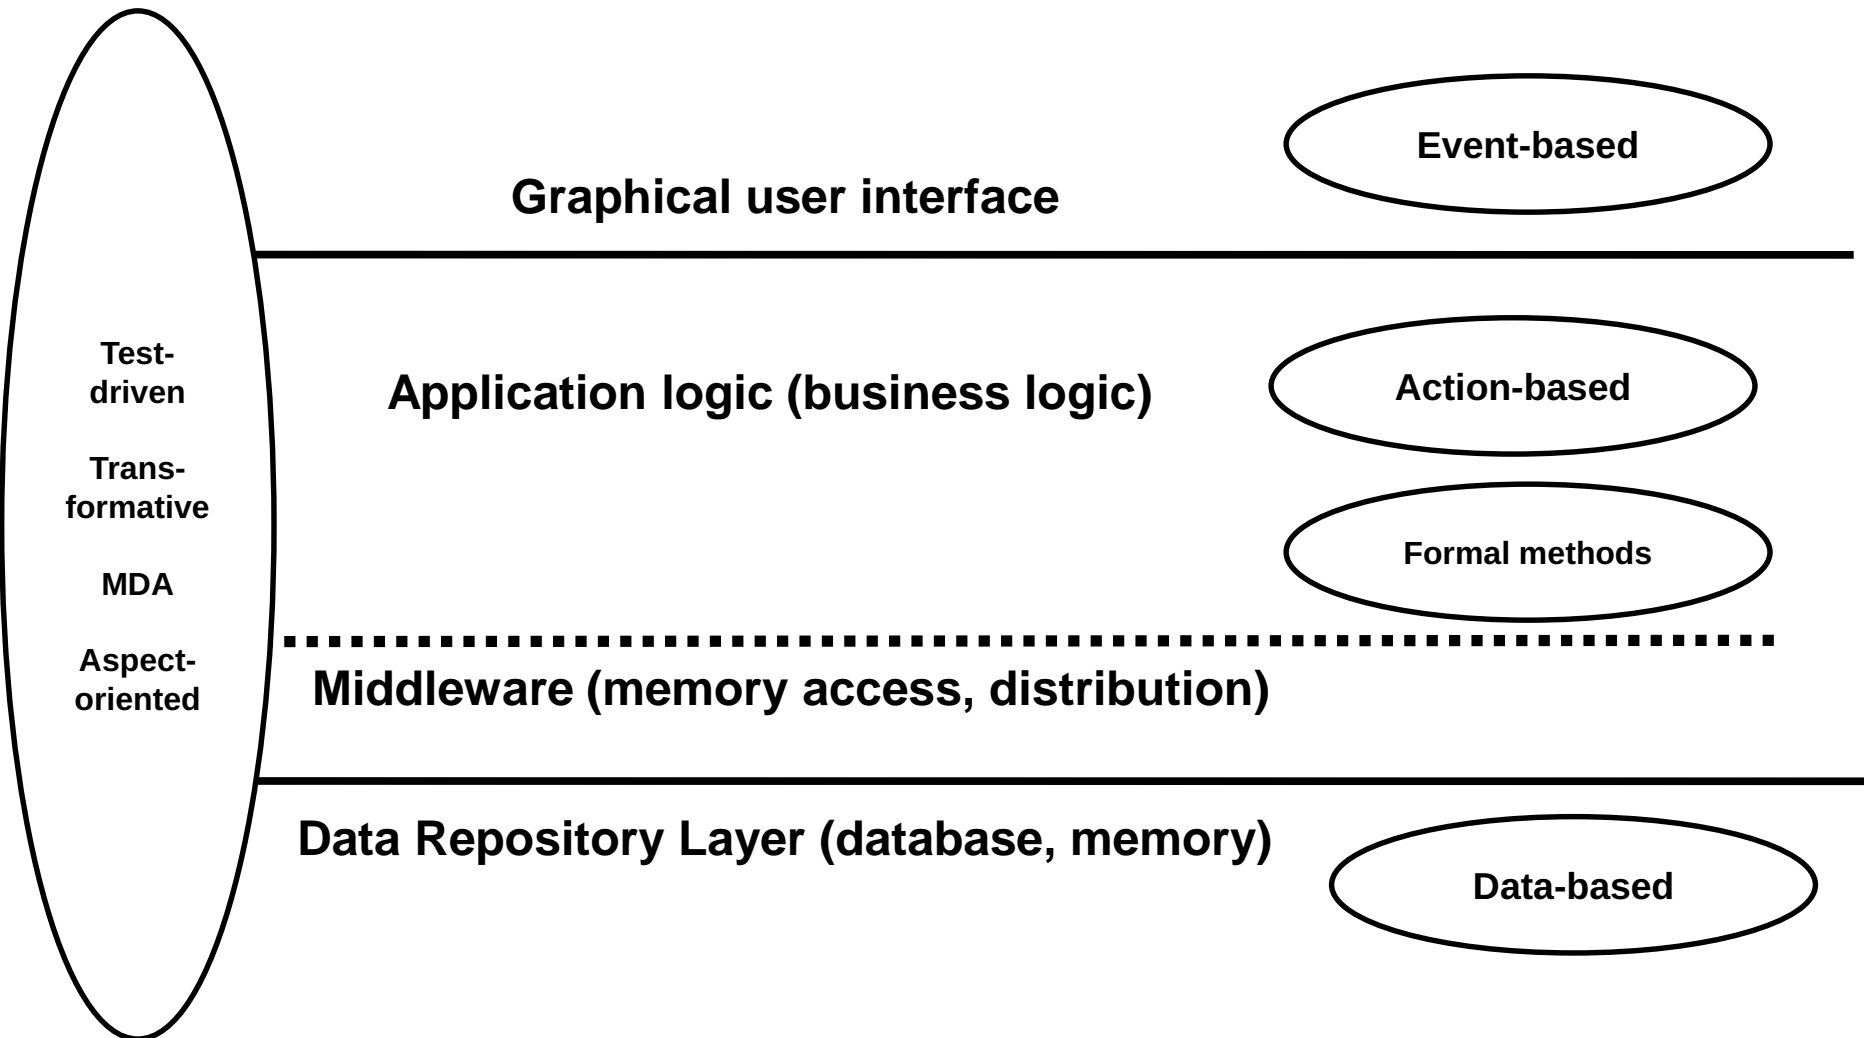 Event-based
Graphical user interface
Test-
driven
Trans-
formative
MDA
Aspect-
oriented
Application logic (business logic)
Action-based
Formal methods
Middleware (memory access, distribution)
Data Repository Layer (database, memory)
Data-based